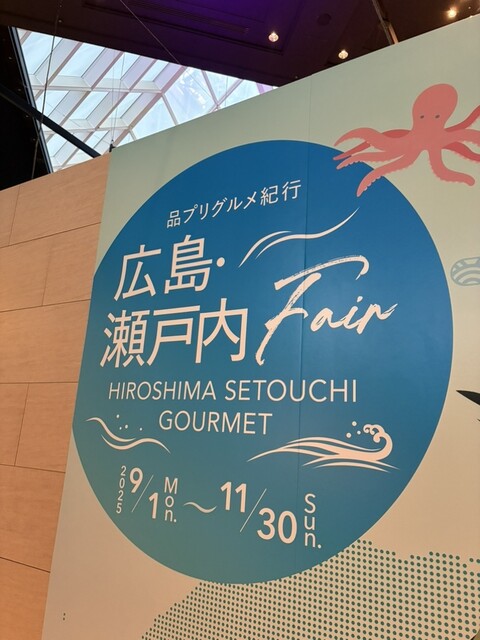 品プリグルメ紀行
広島・
瀬戸内 Fair
HIROSHIMA SETOUCHI
GOURMET
2025 9/1 Mon. 〜 11/30 Sun.